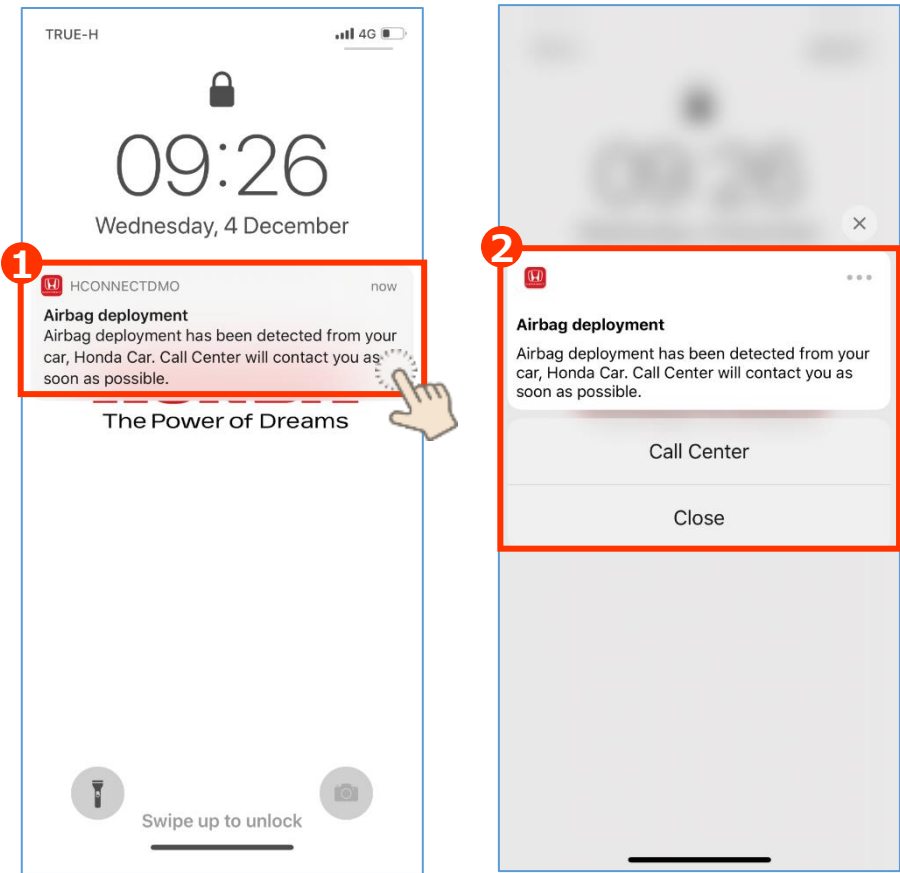 TRUE-H
4G
09:26
Wednesday, 4 December
1
HCONNECTDMO
now
Airbag deployment
Airbag deployment has been detected from your
car, Honda Car. Call Center will contact you as
soon as possible.
The Power of Dreams
Swipe up to unlock
2
Airbag deployment
Airbag deployment has been detected from your
car, Honda Car. Call Center will contact you as
soon as possible.
Call Center
Close